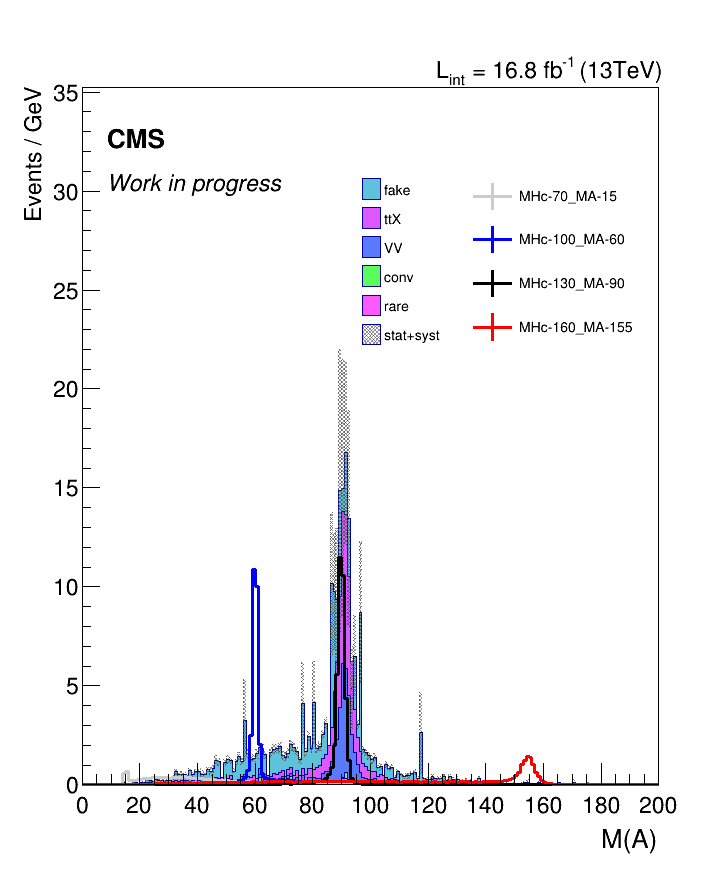 L_int = 16.8 fb^-1 (13TeV)
Events / GeV
35
30
25
20
15
10
5
0
CMS
Work in progress
fake
ttX
VV
conv
rare
stat+syst
MHc-70_MA-15
MHc-100_MA-60
MHc-130_MA-90
MHc-160_MA-155
0 20 40 60 80 100 120 140 160 180 200
M(A)